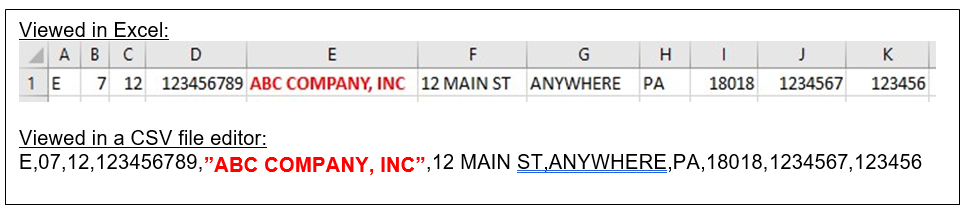 Viewed in Excel:
A B C D E F G H I J K
1 E 7 12 123456789 ABC COMPANY, INC 12 MAIN ST ANYWHERE PA 18018 1234567 123456
Viewed in a CSV file editor:
E,07,12,123456789,”ABC COMPANY, INC”,12 MAIN ST,ANYWHERE,PA,18018,1234567,123456